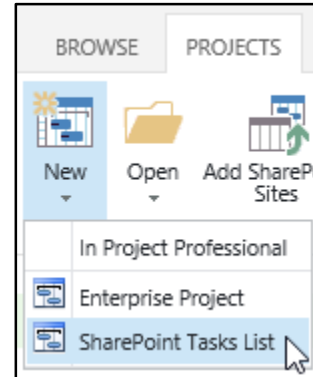 BROWSE PROJECTS
New Open Add ShareP
Sites
In Project Professional
Enterprise Project
SharePoint Tasks List